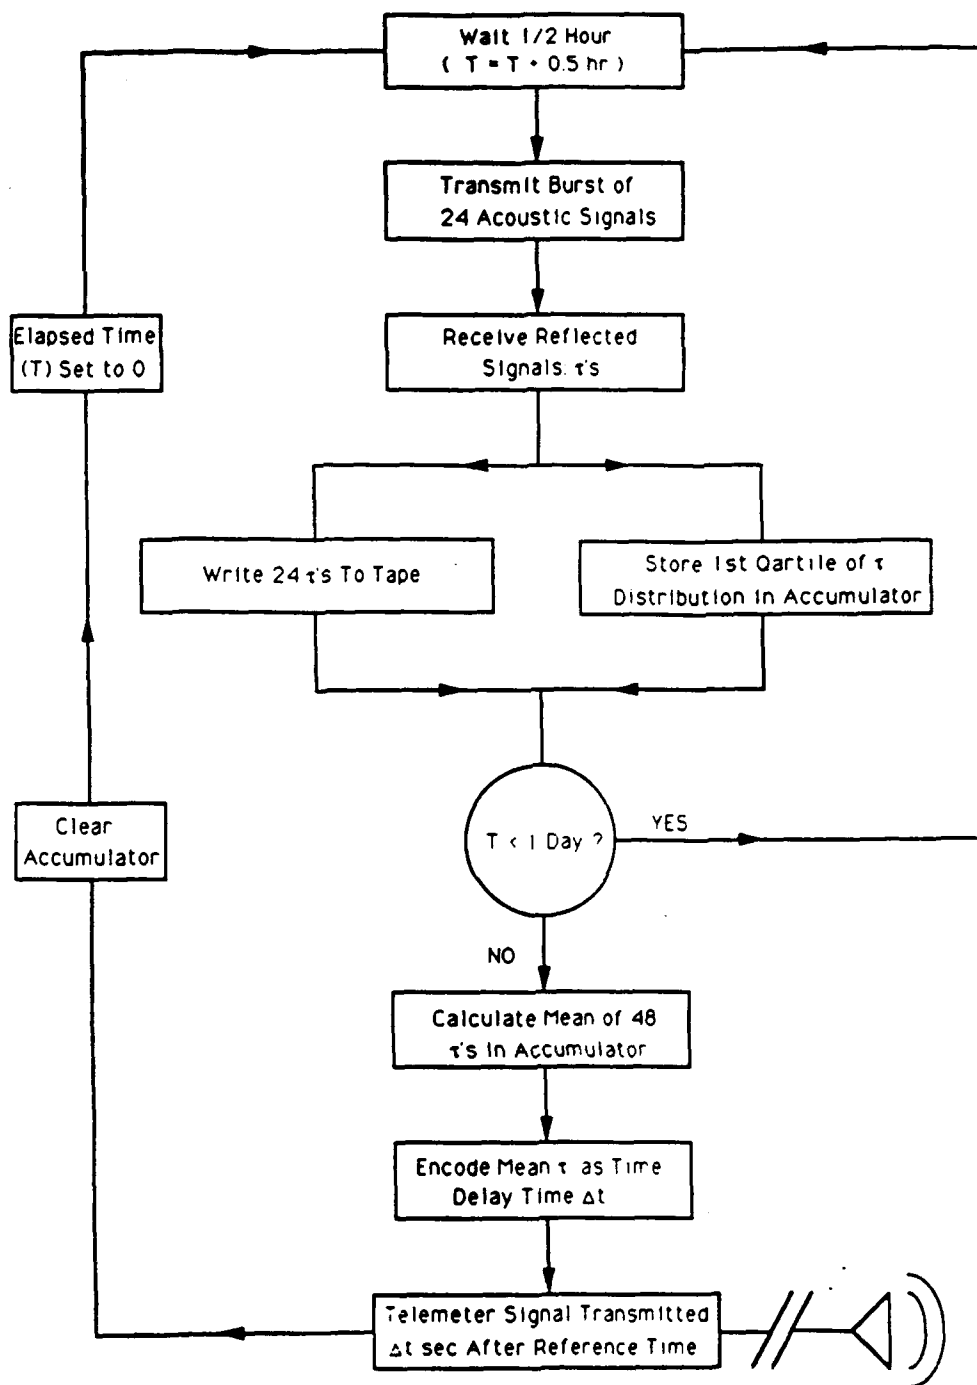 Wait 1/2 Hour
( T = T + 0.5 hr )
Transmit Burst of
24 Acoustic Signals
Elapsed Time
(T) Set to 0
Receive Reflected
Signals: τ's
Write 24 τ's To Tape
Store 1st Qartile of τ
Distribution in Accumulator
Clear
Accumulator
T < 1 Day ?
YES
NO
Calculate Mean of 48
τ's in Accumulator
Encode Mean τ as Time
Delay Time Δt
Telemeter Signal Transmitted
Δt sec After Reference Time